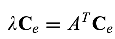 λC_e = A^T C_e